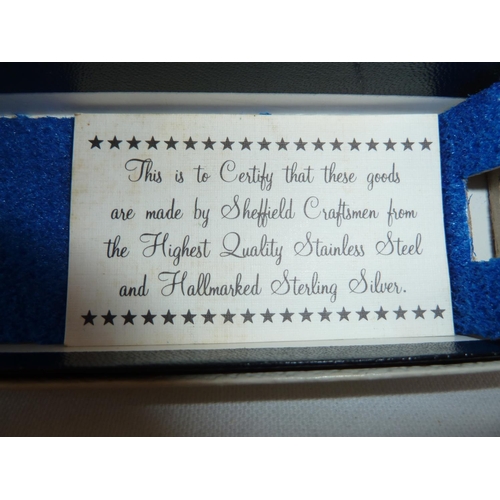 This is to Certify that these goods
are made by Sheffield Craftsmen from
the Highest Quality Stainless Steel
and Hallmarked Sterling Silver.